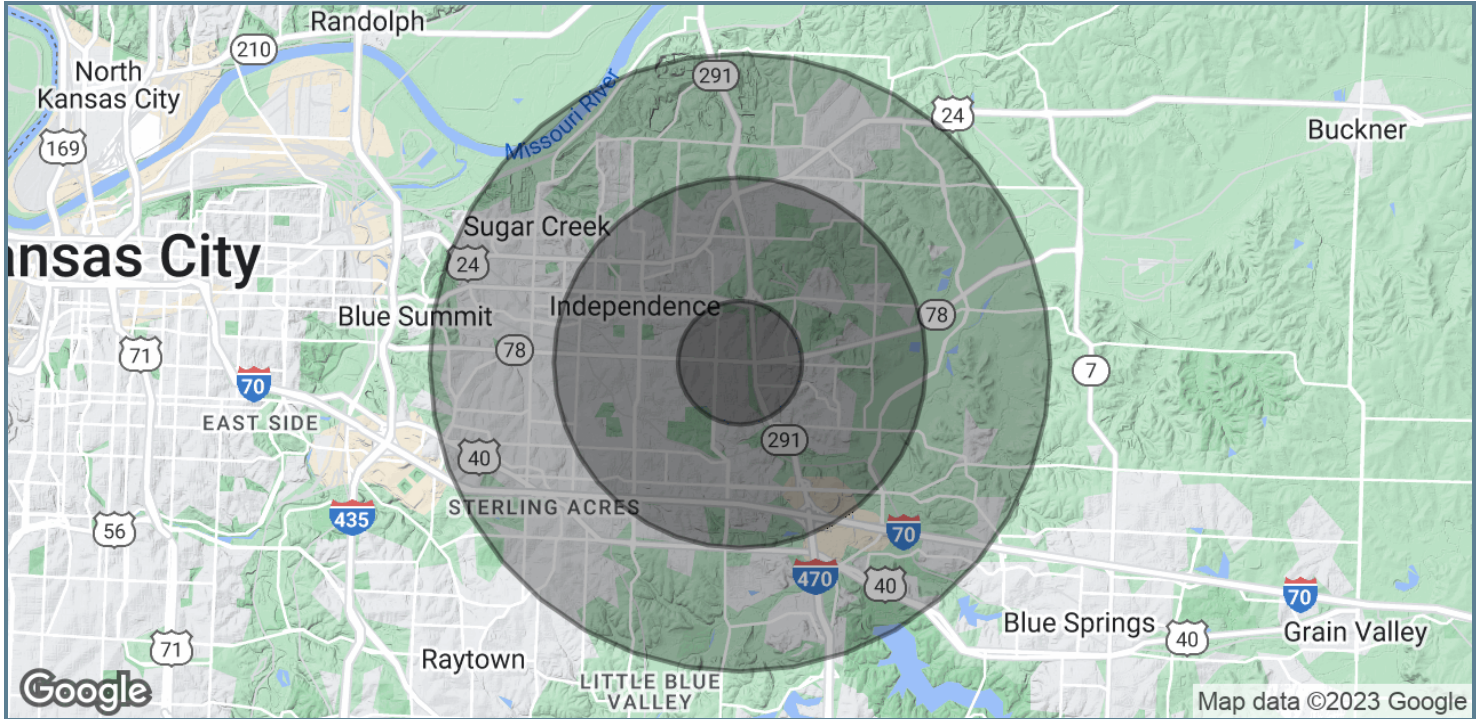 Randolph
210
291
North
Kansas City
24
Buckner
169
Missouri River
Sugar Creek
ansas City
24
Independence
78
Blue Summit
78
71
7
70
EAST SIDE
291
40
STERLING ACRES
435
56
70
470
40
70
Blue Springs
40
Grain Valley
71
Raytown
LITTLE BLUE
VALLEY
Google
Map data ©2023 Google